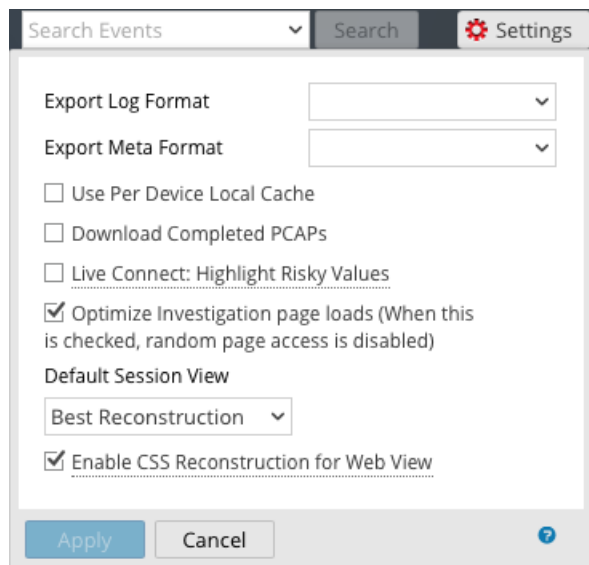 Search Events Search Settings
Export Log Format
Export Meta Format
Use Per Device Local Cache
Download Completed PCAPs
Live Connect: Highlight Risky Values
Optimize Investigation page loads (When this
is checked, random page access is disabled)
Default Session View
Best Reconstruction
Enable CSS Reconstruction for Web View
Apply Cancel ?